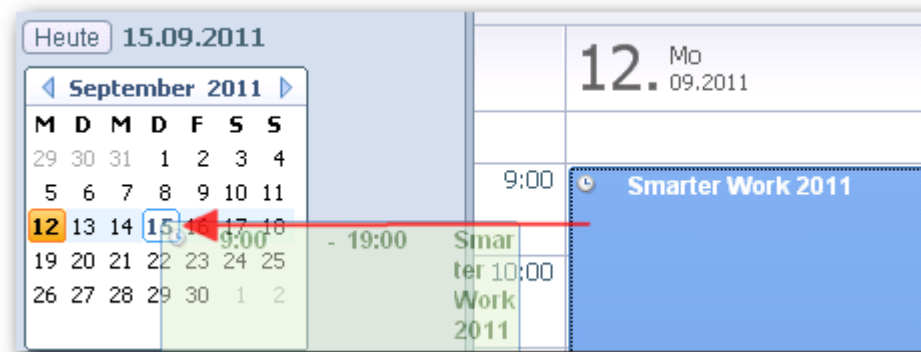 Heute 15.09.2011
September 2011
M D M D F S S
29 30 31 1 2 3 4
5 6 7 8 9 10 11
12 13 14 15 16 17 18
19 20 21 22 23 24 25
26 27 28 29 30 1 2
9:00 - 19:00 Smar
ter
Work
2011
12. Mo
09.2011
9:00
Smarter Work 2011
10:00